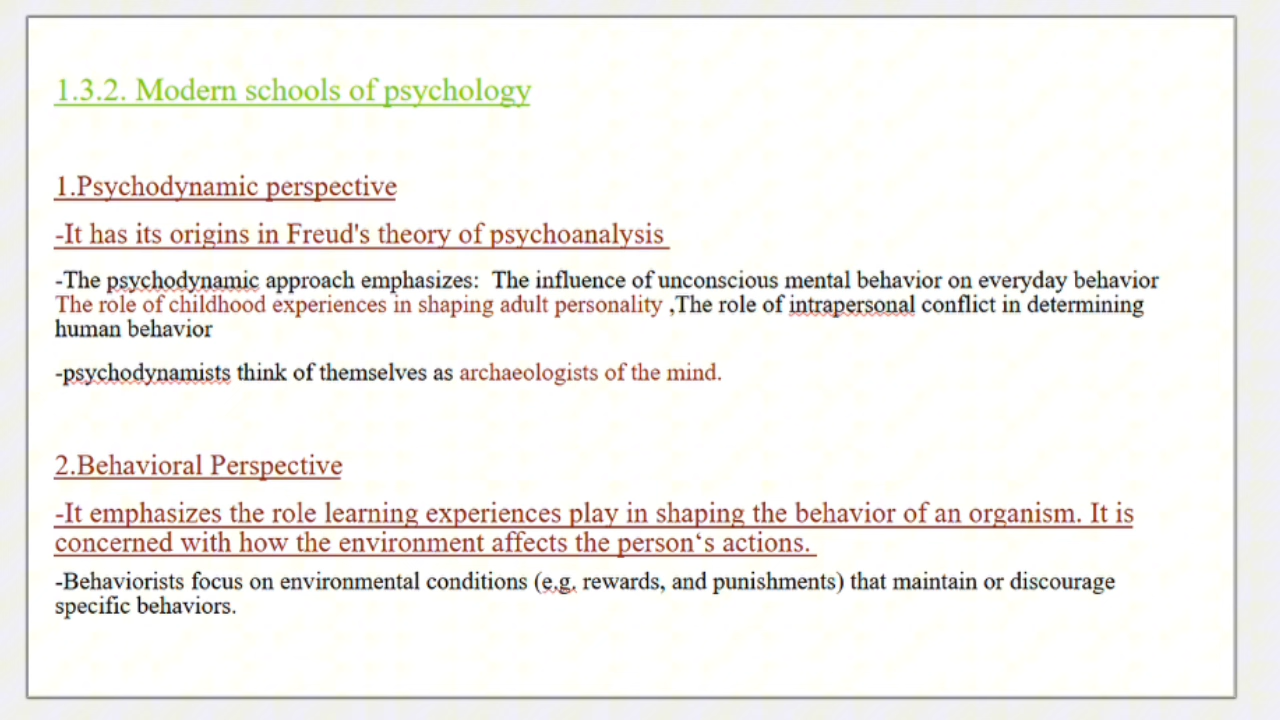 1.3.2. Modern schools of psychology
1.Psychodynamic perspective
-It has its origins in Freud's theory of psychoanalysis
-The psychodynamic approach emphasizes:  The influence of unconscious mental behavior on everyday behavior
The role of childhood experiences in shaping adult personality ,The role of intrapersonal conflict in determining
human behavior
-psychodynamists think of themselves as archaeologists of the mind.
2.Behavioral Perspective
-It emphasizes the role learning experiences play in shaping the behavior of an organism. It is
concerned with how the environment affects the person‘s actions.
-Behaviorists focus on environmental conditions (e.g. rewards, and punishments) that maintain or discourage
specific behaviors.